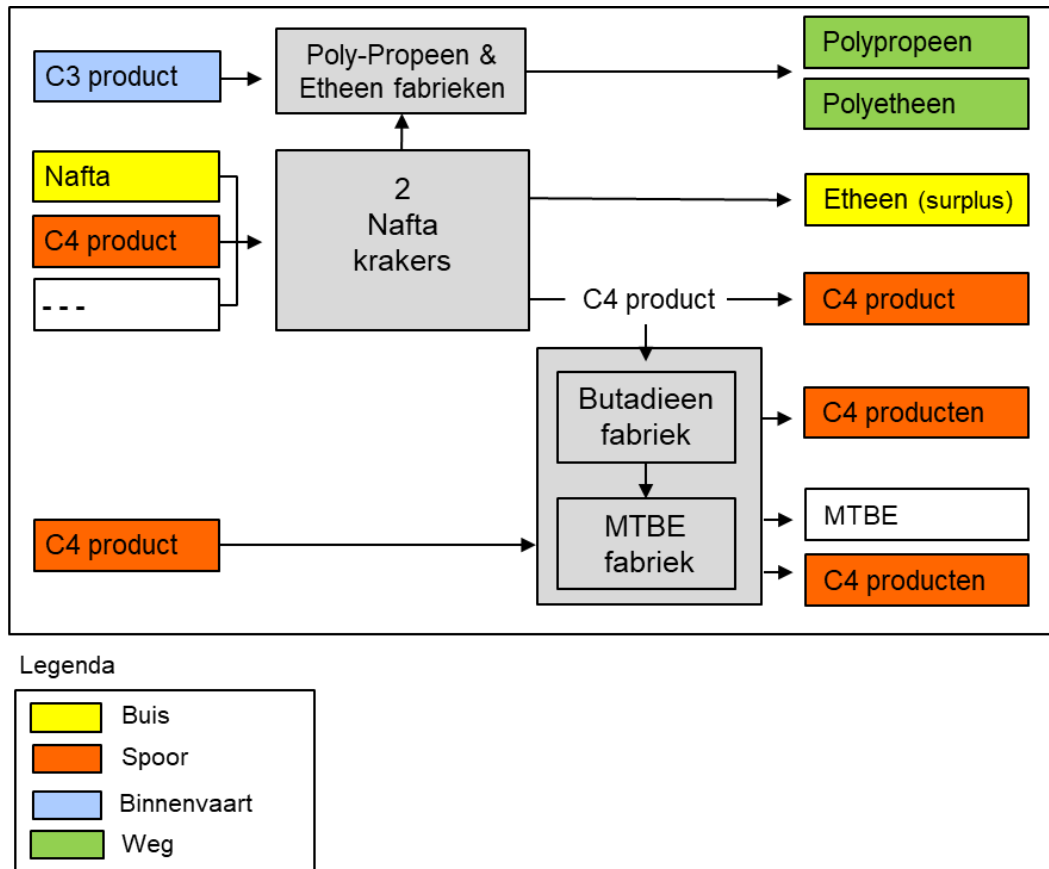 C3 product
Poly-Propeen &
Etheen fabrieken
Polypropeen
Polyetheen
Nafta
C4 product
- - -
2
Nafta
krakers
Etheen (surplus)
C4 product
C4 product
Butadieen
fabriek
C4 producten
C4 product
MTBE
fabriek
MTBE
C4 producten
Legenda
Buis
Spoor
Binnenvaart
Weg